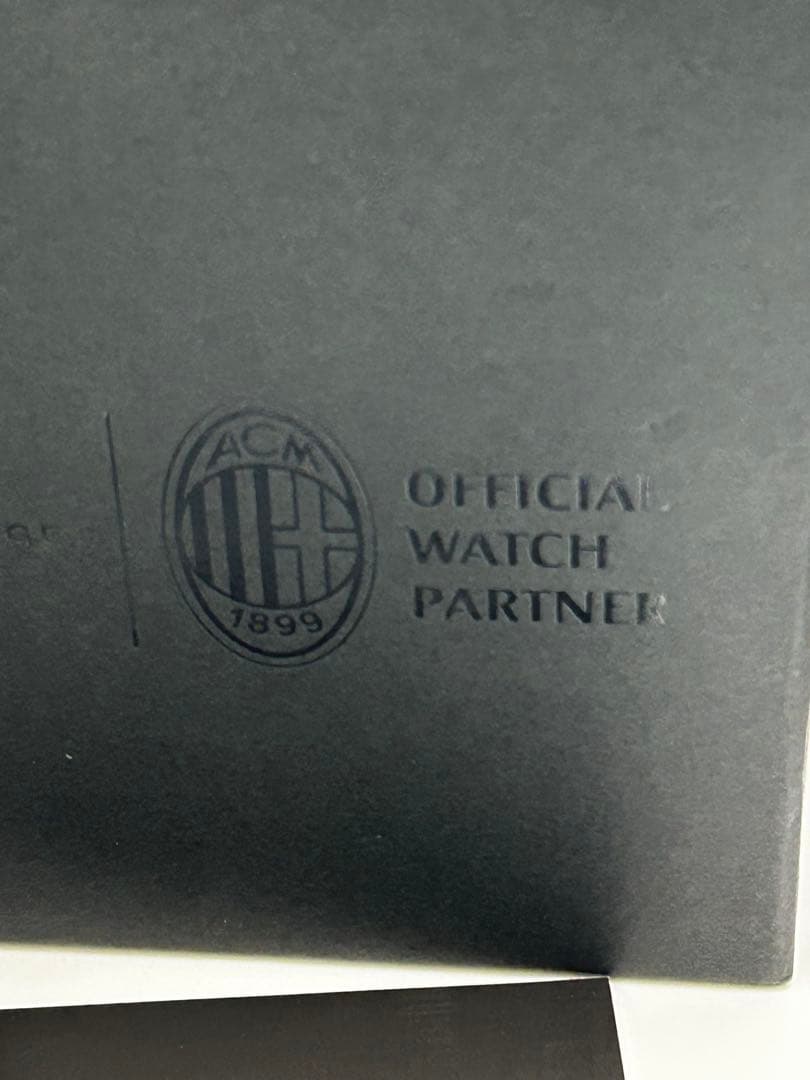 ACM
1899
OFFICIAL
WATCH
PARTNER